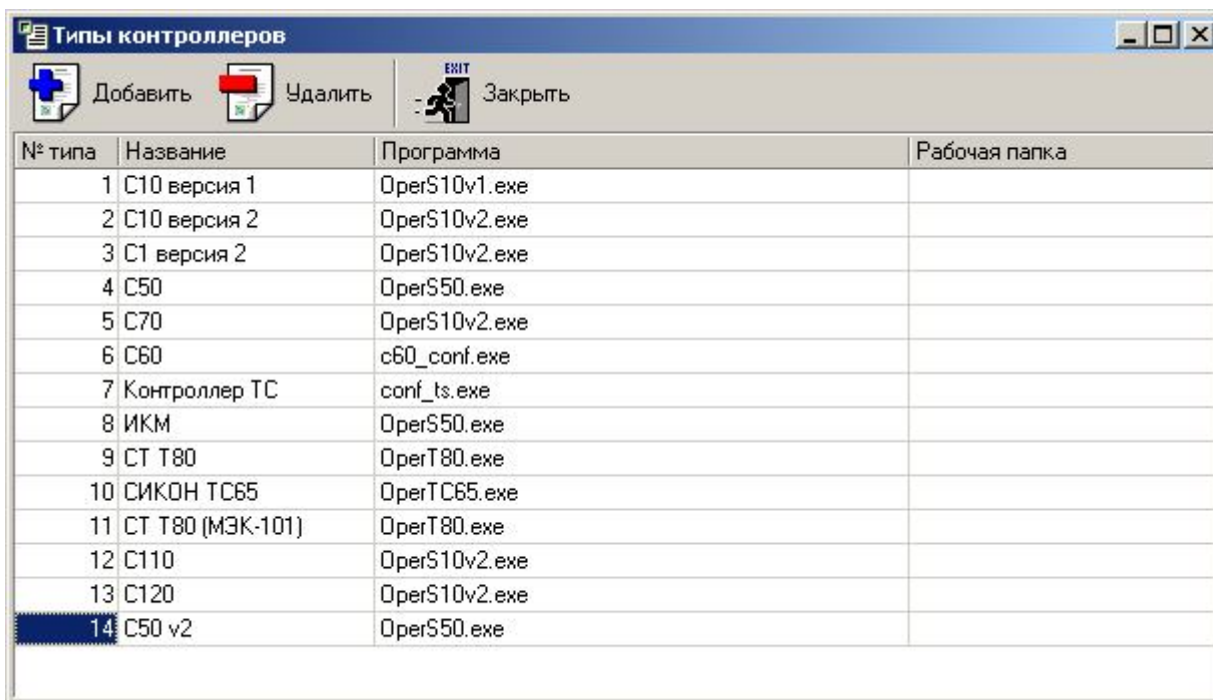 Типы контроллеров
Добавить Удалить EXIT Закрыть
№ типа Название Программа Рабочая папка
1 С10 версия 1 OperS10v1.exe
2 С10 версия 2 OperS10v2.exe
3 С1 версия 2 OperS10v2.exe
4 С50 OperS50.exe
5 С70 OperS10v2.exe
6 С60 c60_conf.exe
7 Контроллер ТС conf_ts.exe
8 ИКМ OperS50.exe
9 СТ Т80 OperT80.exe
10 СИКОН ТС65 OperTC65.exe
11 СТ Т80 (МЭК-101) OperT80.exe
12 С110 OperS10v2.exe
13 С120 OperS10v2.exe
14 С50 v2 OperS50.exe